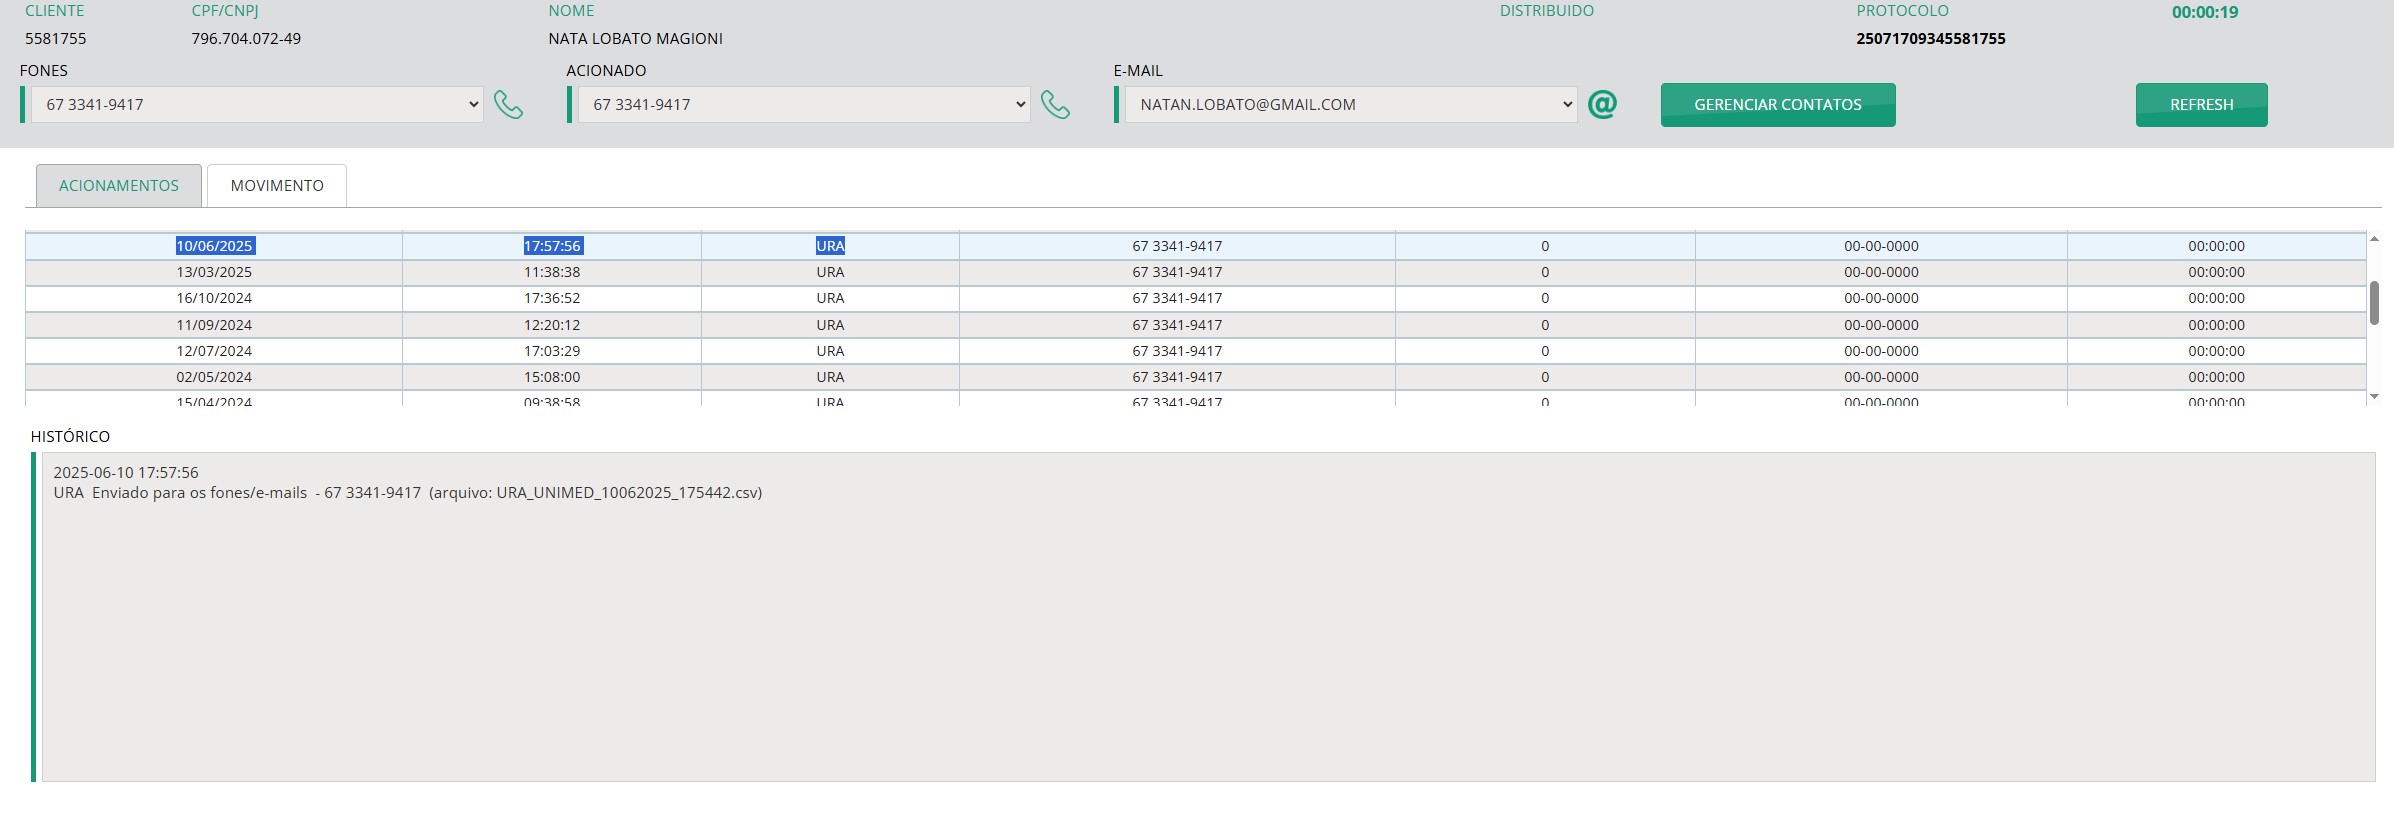 CLIENTE CPF/CNPJ NOME DISTRIBUIDO PROTOCOLO 00:00:19
5581755 796.704.072-49 NATA LOBATO MAGIONI 25071709345581755
FONES ACIONADO E-MAIL
67 3341-9417 67 3341-9417 NATAN.LOBATO@GMAIL.COM @ GERENCIAR CONTATOS REFRESH
ACIONAMENTOS MOVIMENTO
10/06/2025 17:57:56 URA 67 3341-9417 0 00-00-0000 00:00:00
13/03/2025 11:38:38 URA 67 3341-9417 0 00-00-0000 00:00:00
16/10/2024 17:36:52 URA 67 3341-9417 0 00-00-0000 00:00:00
11/09/2024 12:20:12 URA 67 3341-9417 0 00-00-0000 00:00:00
12/07/2024 17:03:29 URA 67 3341-9417 0 00-00-0000 00:00:00
02/05/2024 15:08:00 URA 67 3341-9417 0 00-00-0000 00:00:00
15/04/2024 09:38:58 URA 67 3341-9417 0 00-00-0000 00:00:00
HISTÓRICO
2025-06-10 17:57:56
URA Enviado para os fones/e-mails - 67 3341-9417 (arquivo: URA_UNIMED_10062025_175442.csv)